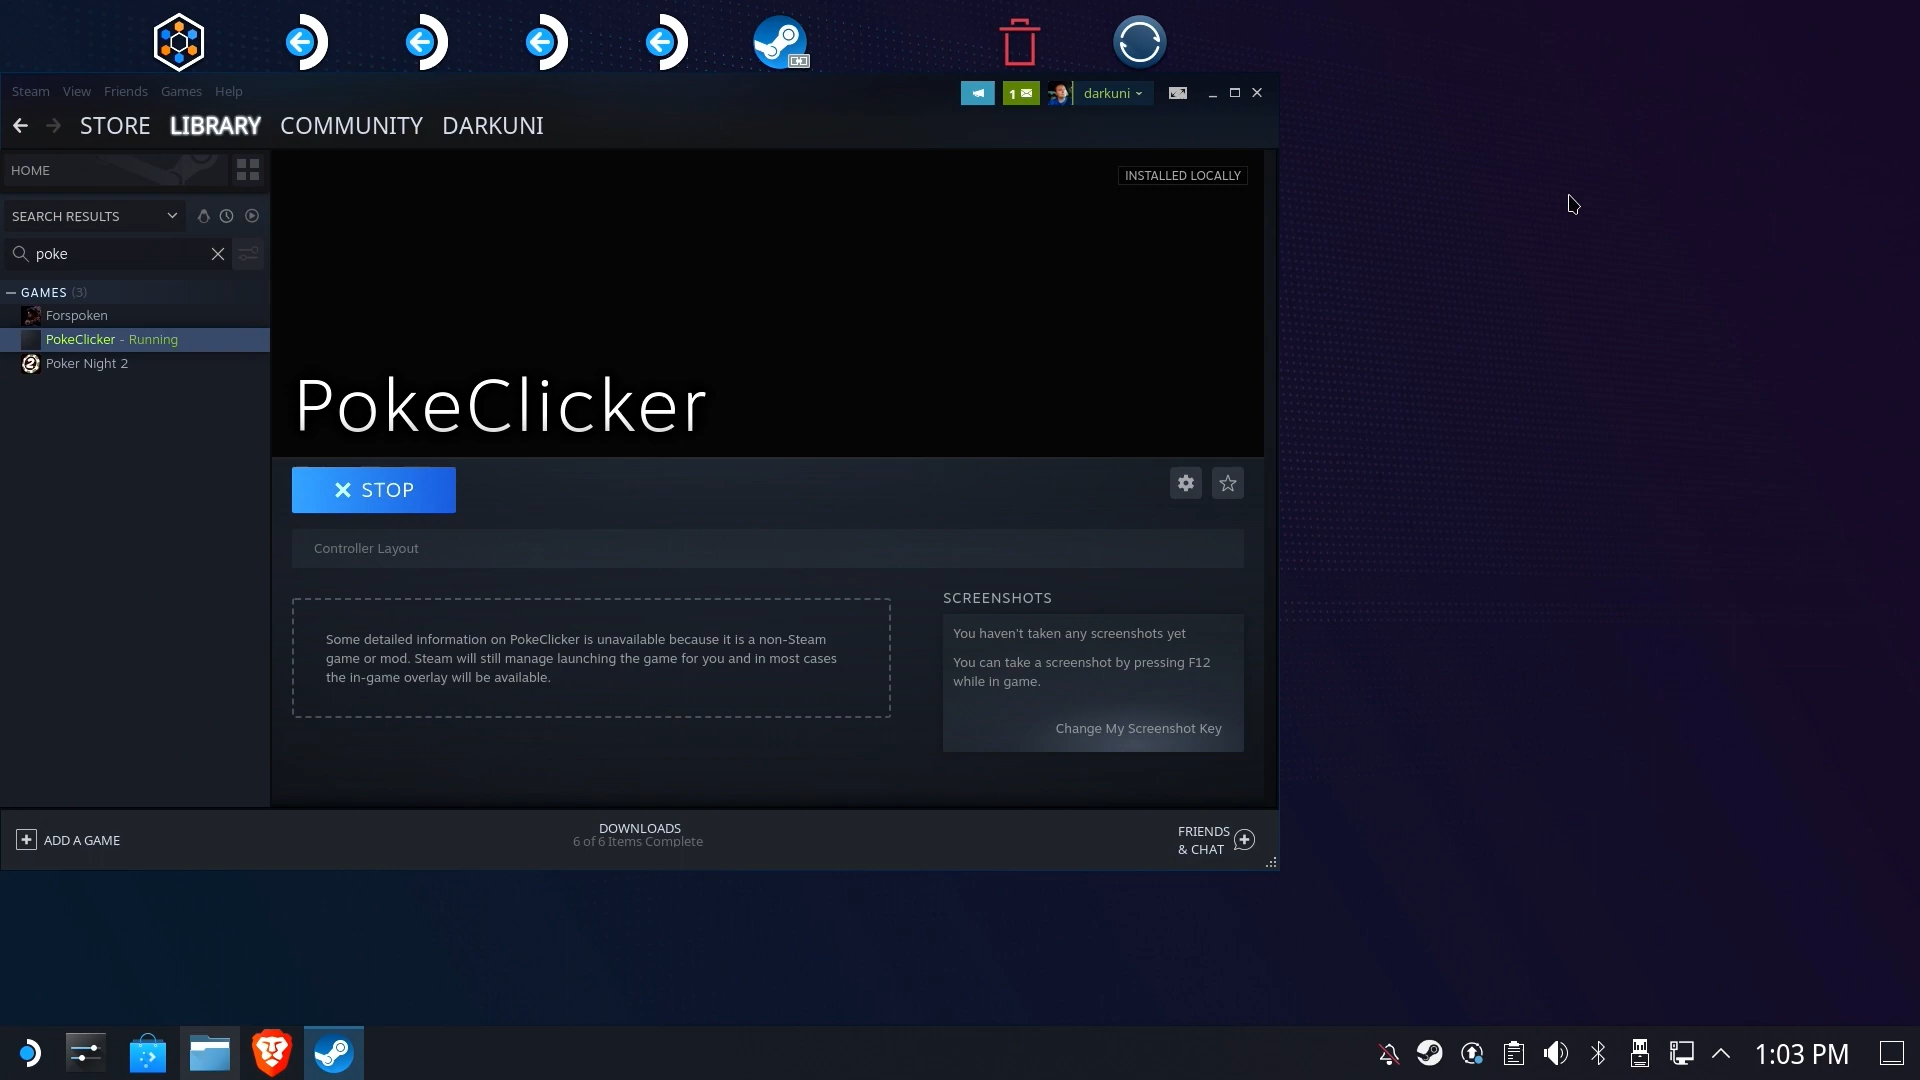 Steam View Friends Games Help
1
darkuni
STORE LIBRARY COMMUNITY DARKUNI
HOME
INSTALLED LOCALLY
SEARCH RESULTS
poke
GAMES (3)
Forspoken
PokeClicker - Running
Poker Night 2
PokeClicker
STOP
Controller Layout
Some detailed information on PokeClicker is unavailable because it is a non-Steam
game or mod. Steam will still manage launching the game for you and in most cases
the in-game overlay will be available.
SCREENSHOTS
You haven't taken any screenshots yet
You can take a screenshot by pressing F12
while in game.
Change My Screenshot Key
ADD A GAME
DOWNLOADS
6 of 6 Items Complete
FRIENDS
& CHAT
1:03 PM